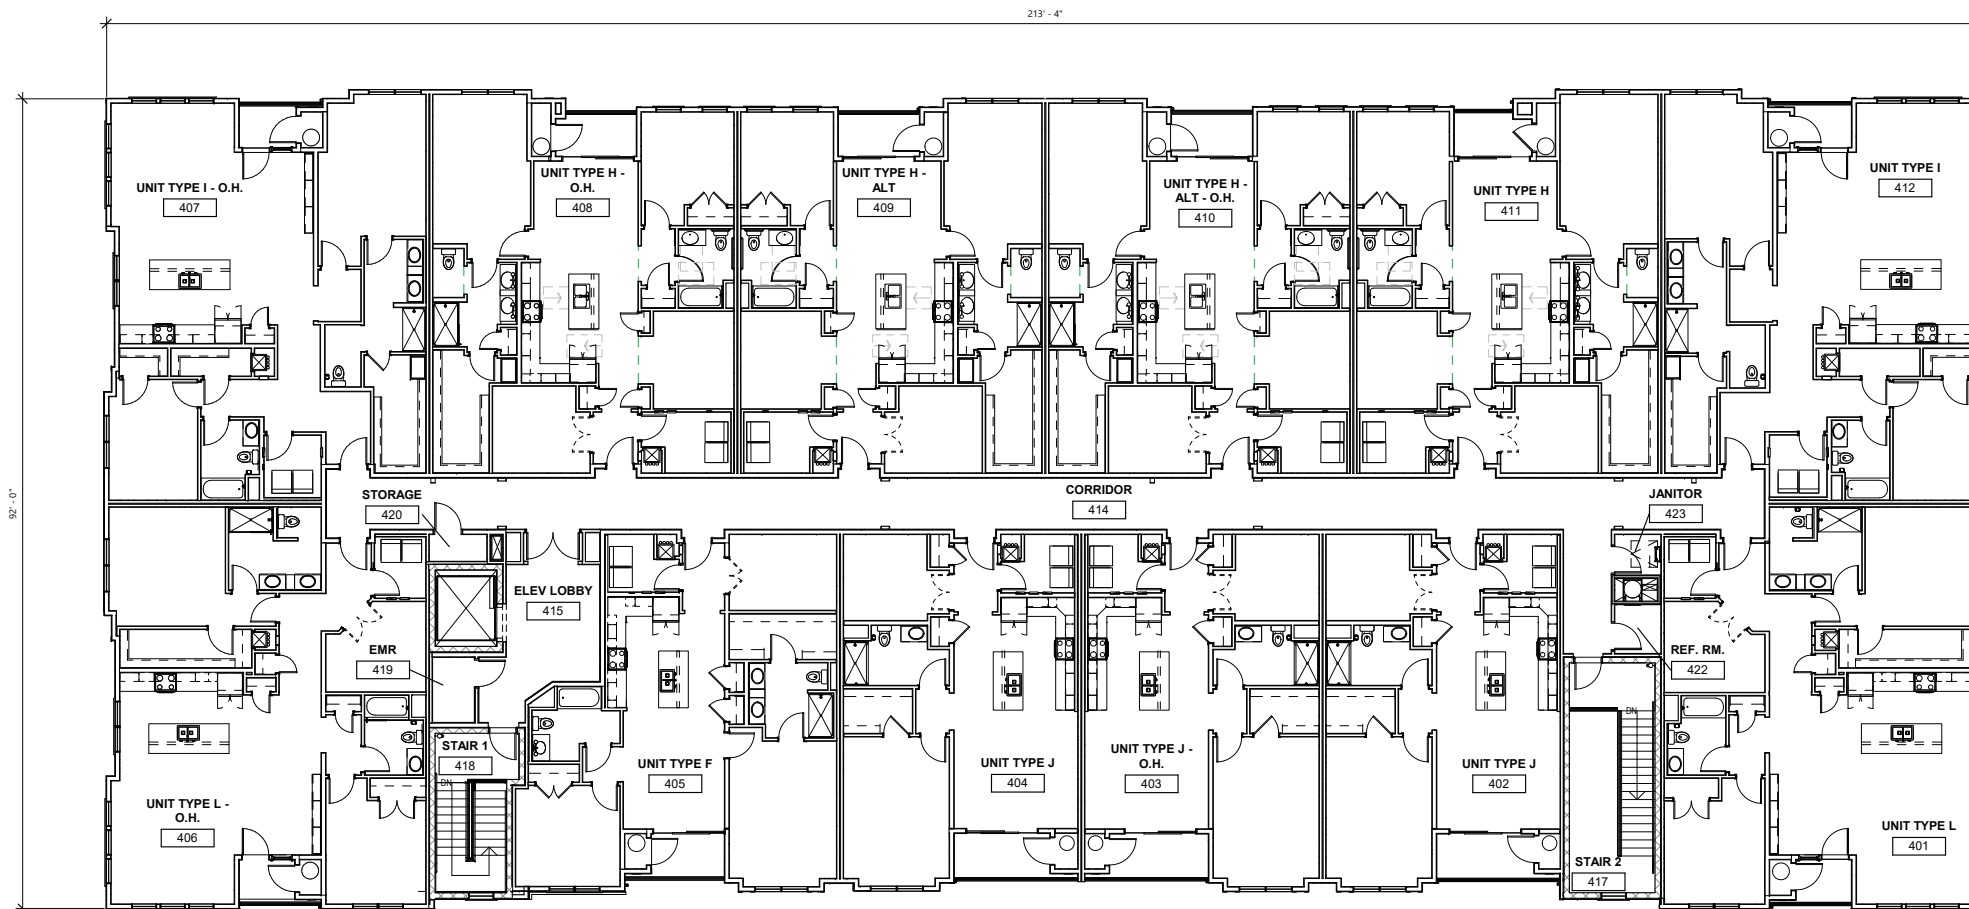 213' - 4"
92' - 0"
UNIT TYPE I - O.H.
407
UNIT TYPE H -
O.H.
408
UNIT TYPE H -
ALT
409
UNIT TYPE H -
ALT - O.H.
410
UNIT TYPE H
411
UNIT TYPE I
412
STORAGE
420
CORRIDOR
414
JANITOR
423
ELEV LOBBY
415
EMR
419
REF. RM.
422
STAIR 1
418
DN
UNIT TYPE L -
O.H.
406
UNIT TYPE F
405
UNIT TYPE J
404
UNIT TYPE J -
O.H.
403
UNIT TYPE J
402
DN
STAIR 2
417
UNIT TYPE L
401